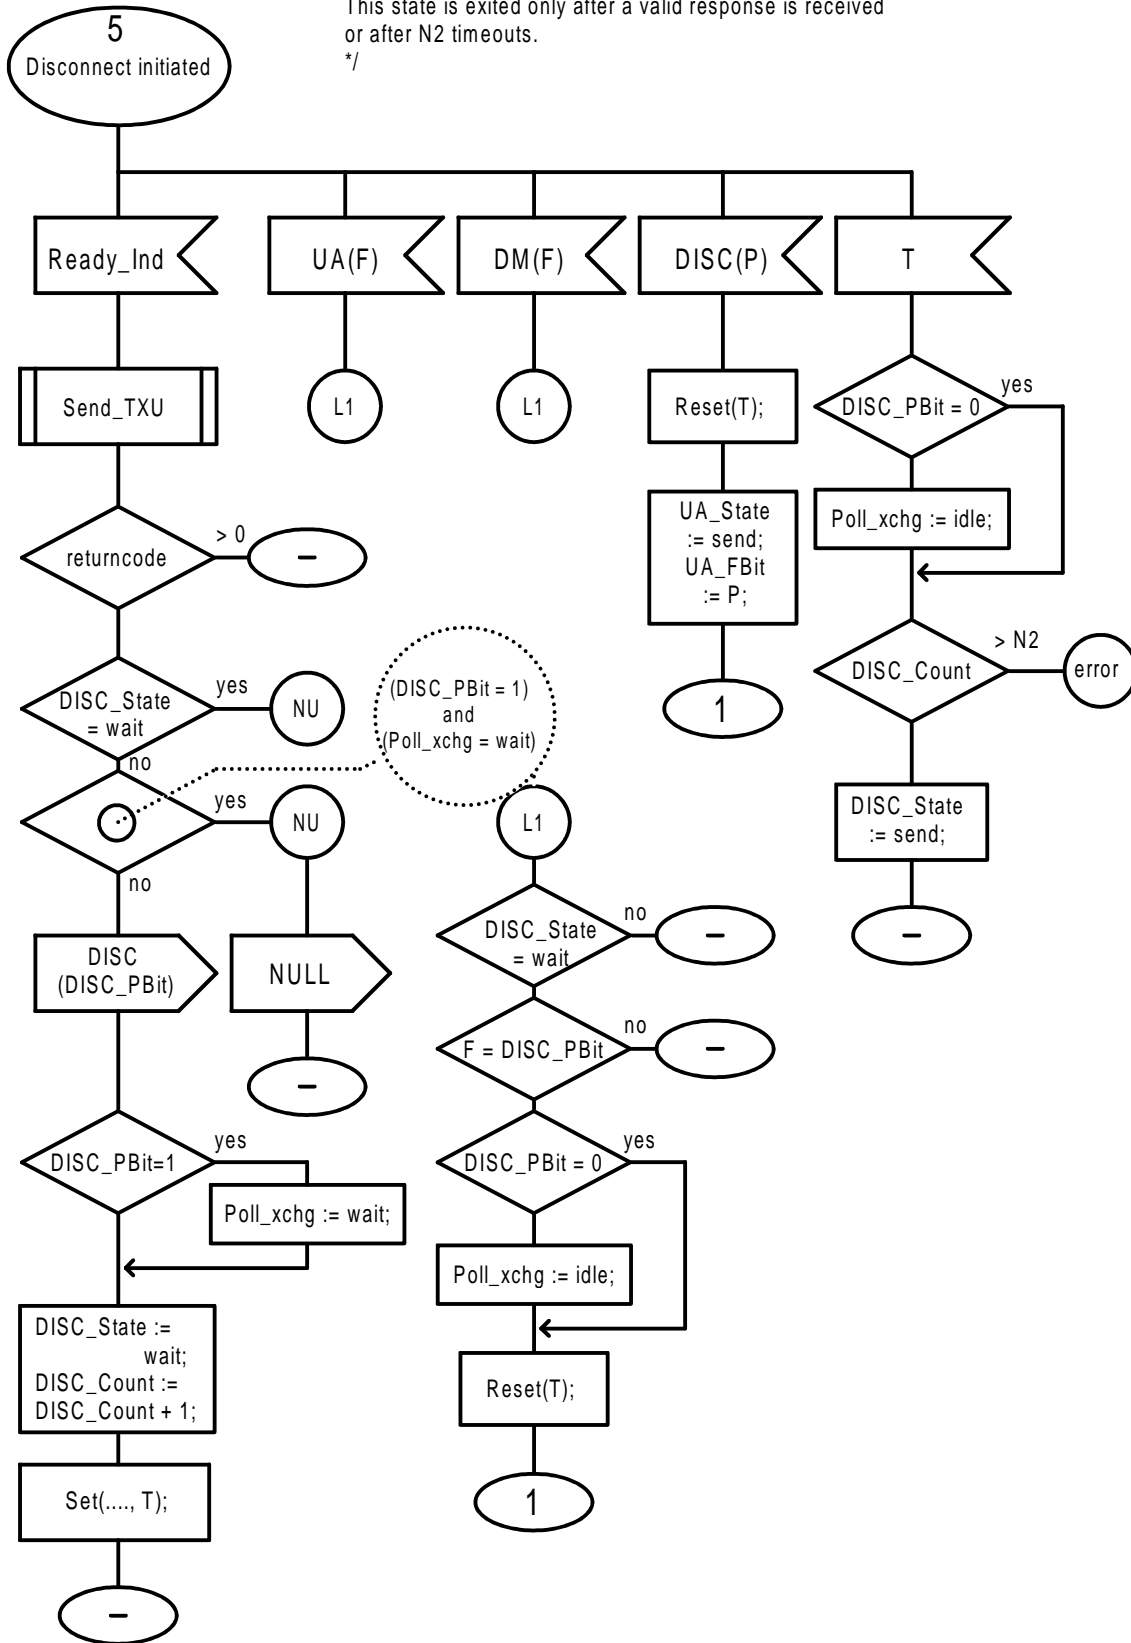 This state is exited only after a valid response is received
or after N2 timeouts.
*/
5
Disconnect initiated
Ready_Ind
UA(F)
DM(F)
DISC(P)
T
Send_TXU
L1
L1
Reset(T);
DISC_PBit = 0
yes
UA_State
:= send;
UA_FBit
:= P;
Poll_xchg := idle;
returncode
> 0
–
DISC_State
= wait
yes
NU
no
(DISC_PBit = 1)
and
(Poll_xchg = wait)
1
DISC_Count
> N2
error
yes
NU
no
L1
DISC_State
:= send;
–
DISC
(DISC_PBit)
NULL
–
DISC_State
= wait
no
–
F = DISC_PBit
no
–
DISC_PBit=1
yes
Poll_xchg := wait;
DISC_PBit = 0
yes
Poll_xchg := idle;
DISC_State :=
wait;
DISC_Count :=
DISC_Count + 1;
Reset(T);
Set(...., T);
1
–